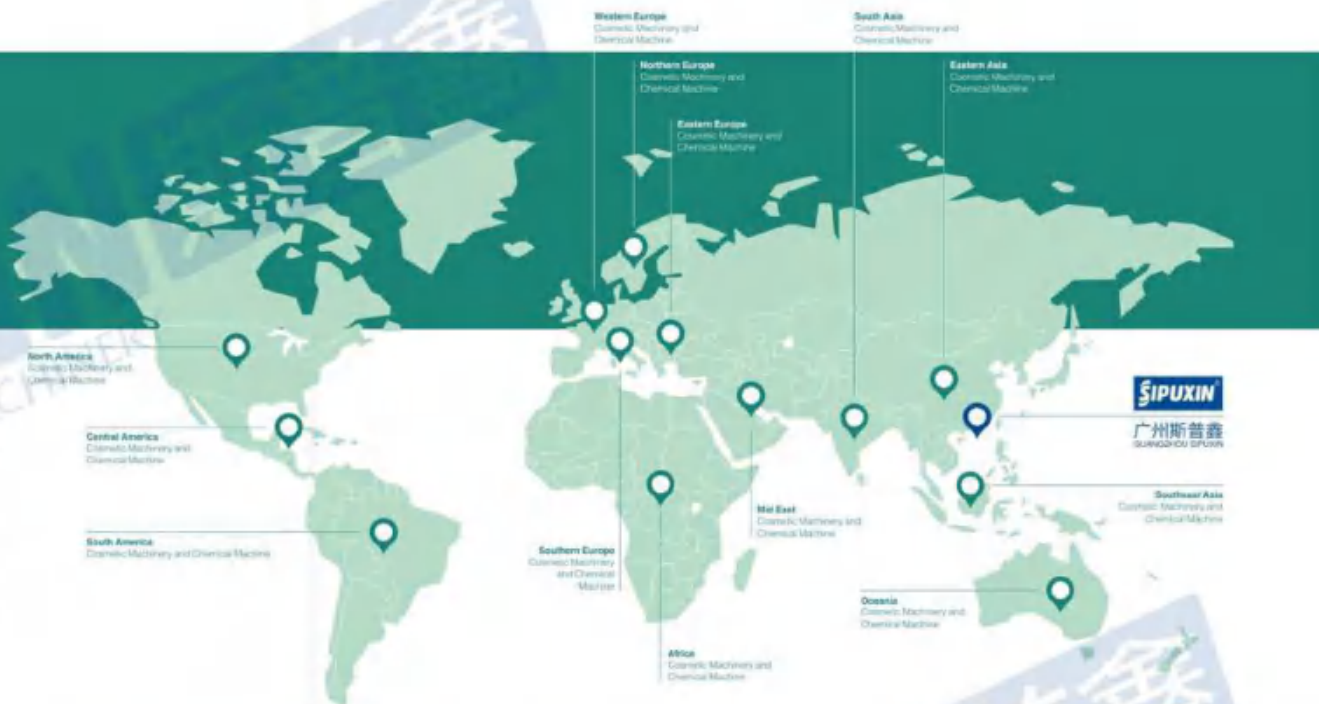 Western Europe
Cosmetic Machinery and
Chemical Machine
South Asia
Cosmetic Machinery and
Chemical Machine
Northern Europe
Cosmetic Machinery and
Chemical Machine
Eastern Asia
Cosmetic Machinery and
Chemical Machine
Eastern Europe
Cosmetic Machinery and
Chemical Machine
North America
Cosmetic Machinery and
Chemical Machine
SIPUXIN
广州斯普鑫
GUANGZHOU SIPUXIN
Central America
Cosmetic Machinery and
Chemical Machine
Southeast Asia
Cosmetic Machinery and
Chemical Machine
Mid East
Cosmetic Machinery and
Chemical Machine
South America
Cosmetic Machinery and Chemical Machine
Southern Europe
Cosmetic Machinery
and Chemical
Machine
Oceania
Cosmetic Machinery and
Chemical Machine
Africa
Cosmetic Machinery and
Chemical Machine
鑫